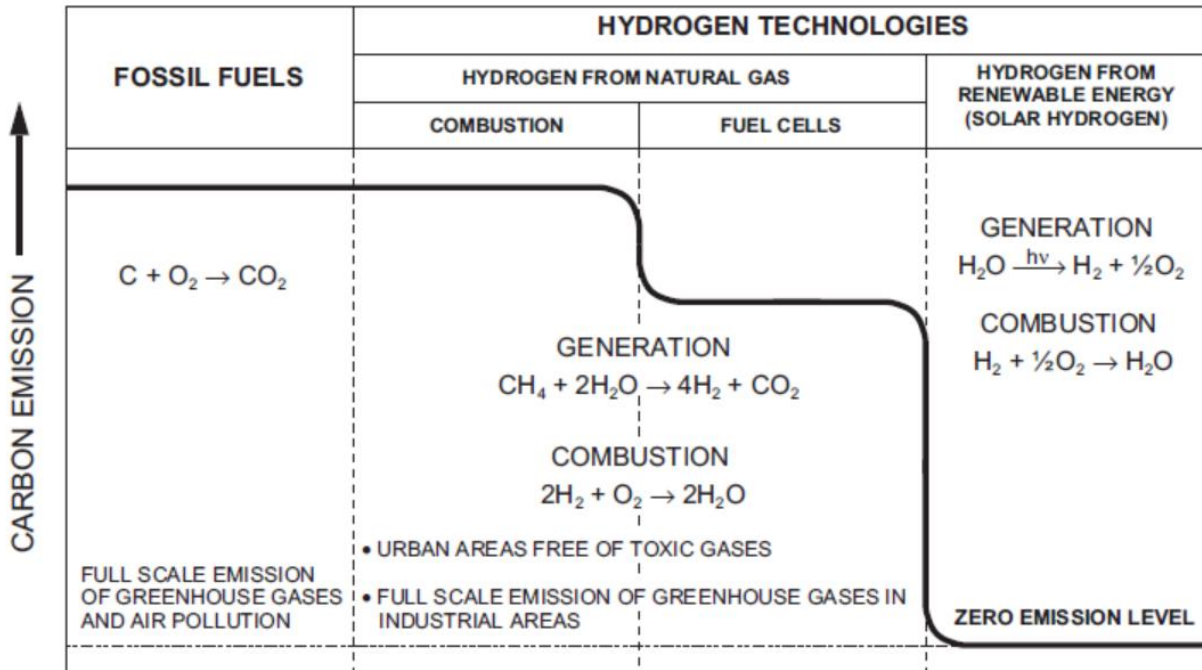 HYDROGEN TECHNOLOGIES
FOSSIL FUELS
HYDROGEN FROM NATURAL GAS
HYDROGEN FROM
RENEWABLE ENERGY
(SOLAR HYDROGEN)
COMBUSTION
FUEL CELLS
CARBON EMISSION
C + O₂ → CO₂
FULL SCALE EMISSION
OF GREENHOUSE GASES
AND AIR POLLUTION
GENERATION
CH₄ + 2H₂O → 4H₂ + CO₂
COMBUSTION
2H₂ + O₂ → 2H₂O
• URBAN AREAS FREE OF TOXIC GASES
• FULL SCALE EMISSION OF GREENHOUSE GASES IN
INDUSTRIAL AREAS
GENERATION
H₂O hν→ H₂ + ½O₂
COMBUSTION
H₂ + ½O₂ → H₂O
ZERO EMISSION LEVEL